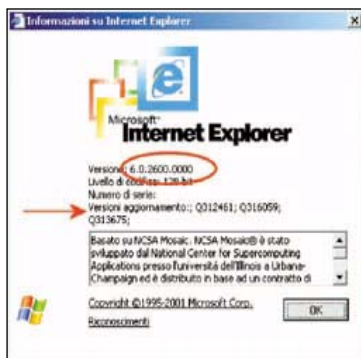 Informazioni su Internet Explorer
Microsoft
Internet Explorer
Versione: 6.0.2600.0000
Livello di codifica: 128 bit
Numero di serie:
Versioni aggiornamento:; Q312461; Q316059;
Q313675;
Basato su NCSA Mosaic. NCSA Mosaic® è stato
sviluppato dal National Center for Supercomputing
Applications presso l'università dell'Illinois a Urbana-
Champaign ed è distribuito in base ad un contratto di
Copyright ©1995-2001 Microsoft Corp.
OK
Riconoscimenti